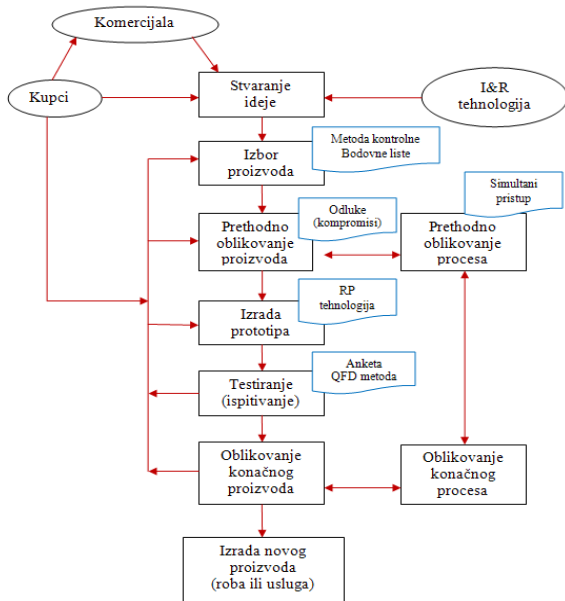 Komercijala
Kupci
Stvaranje
ideje
I&R
tehnologija
Izbor
proizvoda
Metoda kontrolne
Bodovne liste
Simultani
pristup
Prethodno
oblikovanje
proizvoda
Odluke
(kompromisi)
Prethodno
oblikovanje
procesa
Izrada
prototipa
RP
tehnologija
Testiranje
(ispitivanje)
Anketa
QFD metoda
Oblikovanje
konačnog
proizvoda
Oblikovanje
konačnog
procesa
Izrada novog
proizvoda
(roba ili usluga)